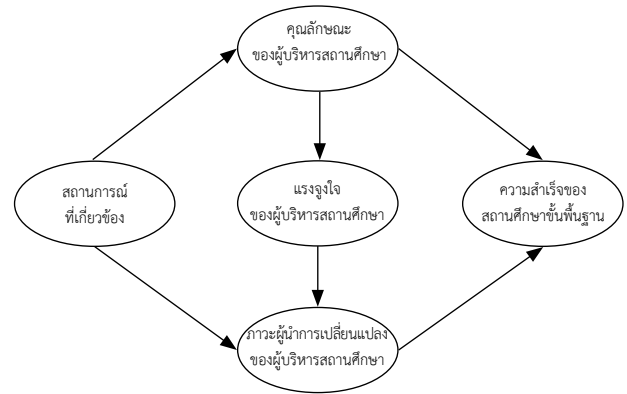 คุณลักษณะ
ของผู้บริหารสถานศึกษา
สถานการณ์
ที่เกี่ยวข้อง
แรงจูงใจ
ของผู้บริหารสถานศึกษา
ความสำเร็จของ
สถานศึกษาขั้นพื้นฐาน
ภาวะผู้นำการเปลี่ยนแปลง
ของผู้บริหารสถานศึกษา